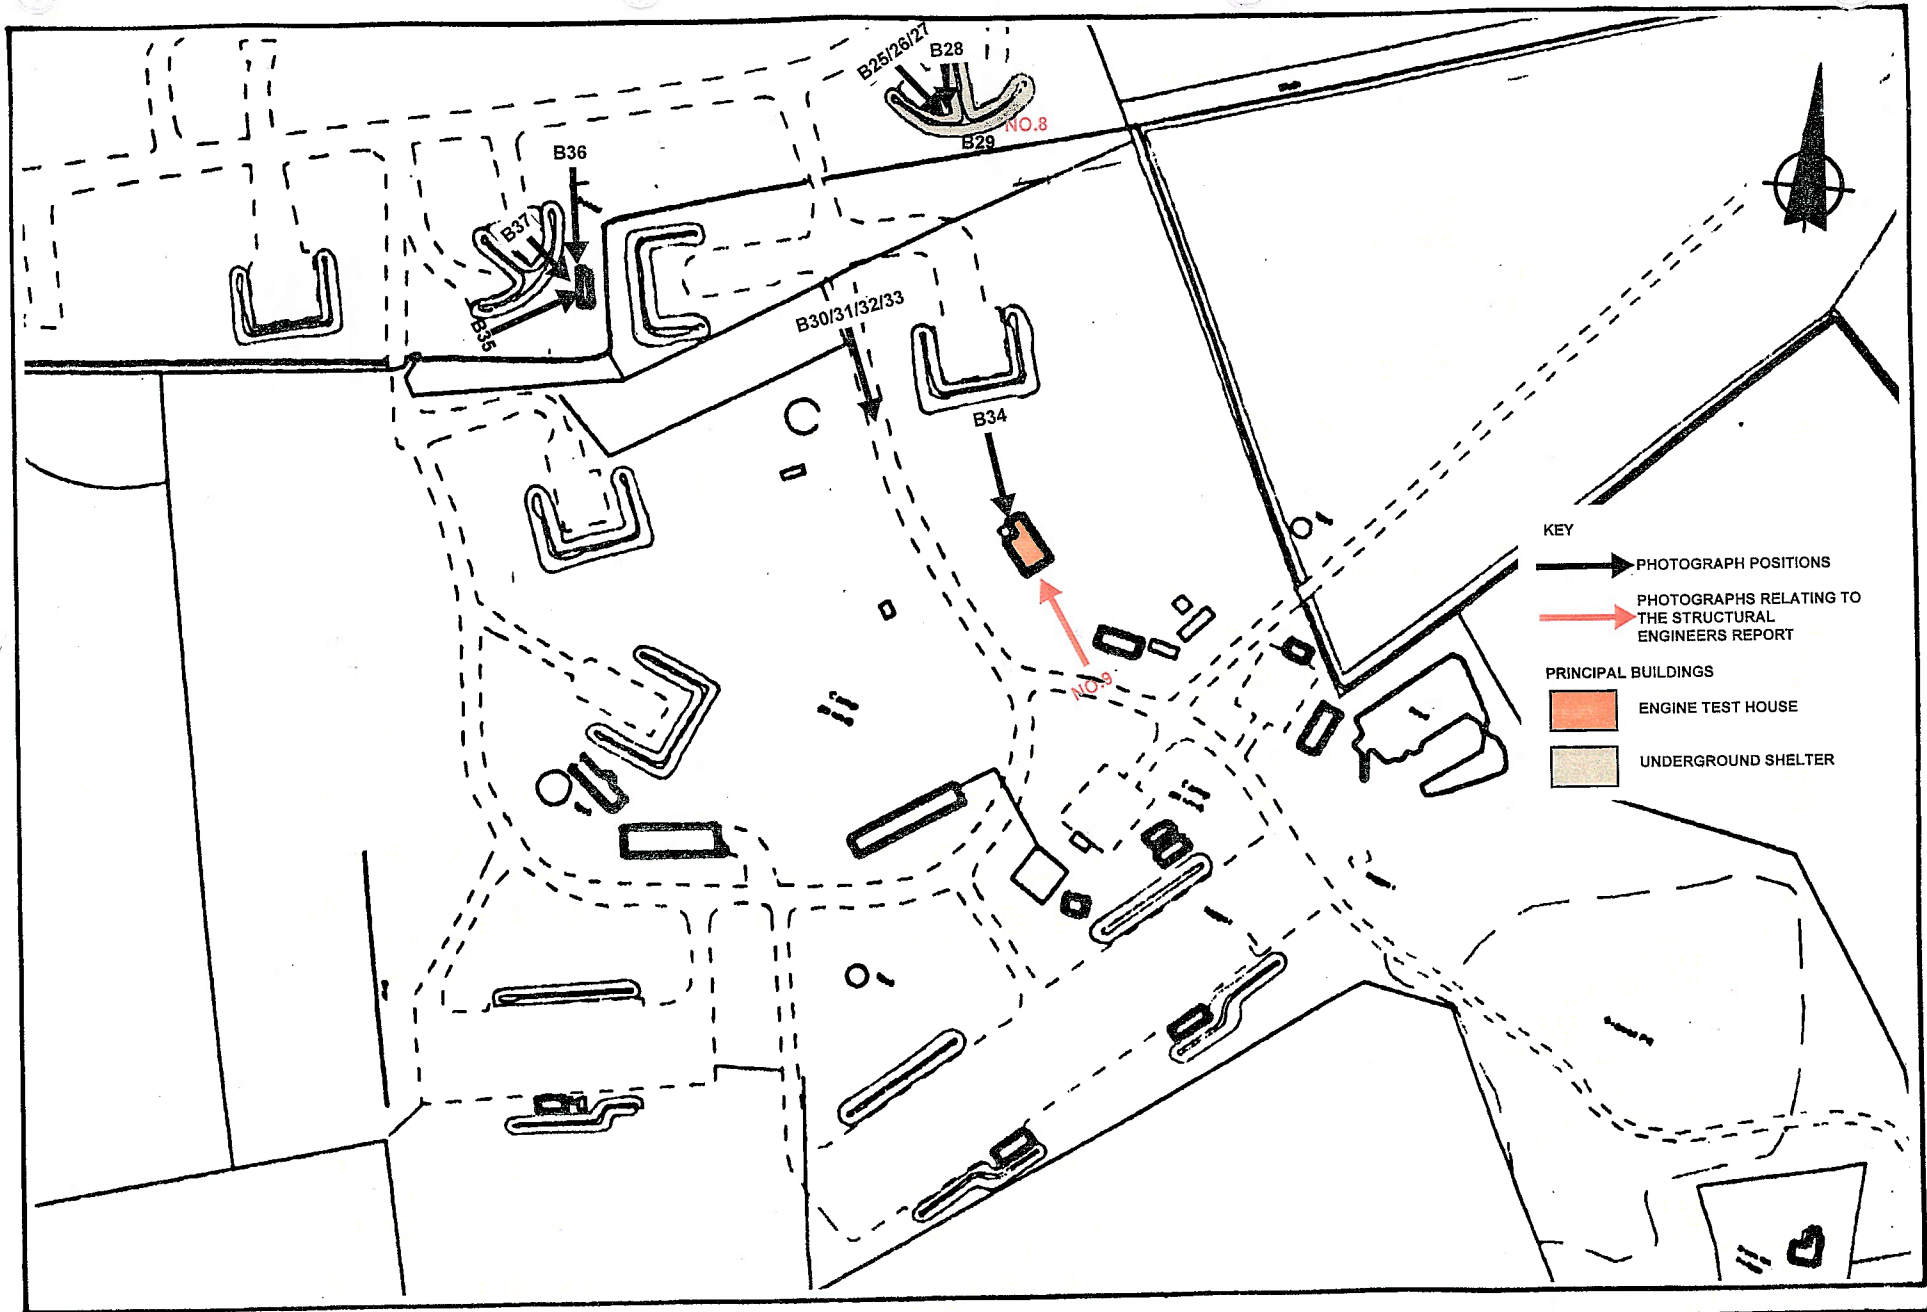 B25/26/27
B28
NO.8
B29
B36
B37
B35
B30/31/32/33
B34
NO.9
KEY
PHOTOGRAPH POSITIONS
PHOTOGRAPHS RELATING TO
THE STRUCTURAL
ENGINEERS REPORT
PRINCIPAL BUILDINGS
ENGINE TEST HOUSE
UNDERGROUND SHELTER